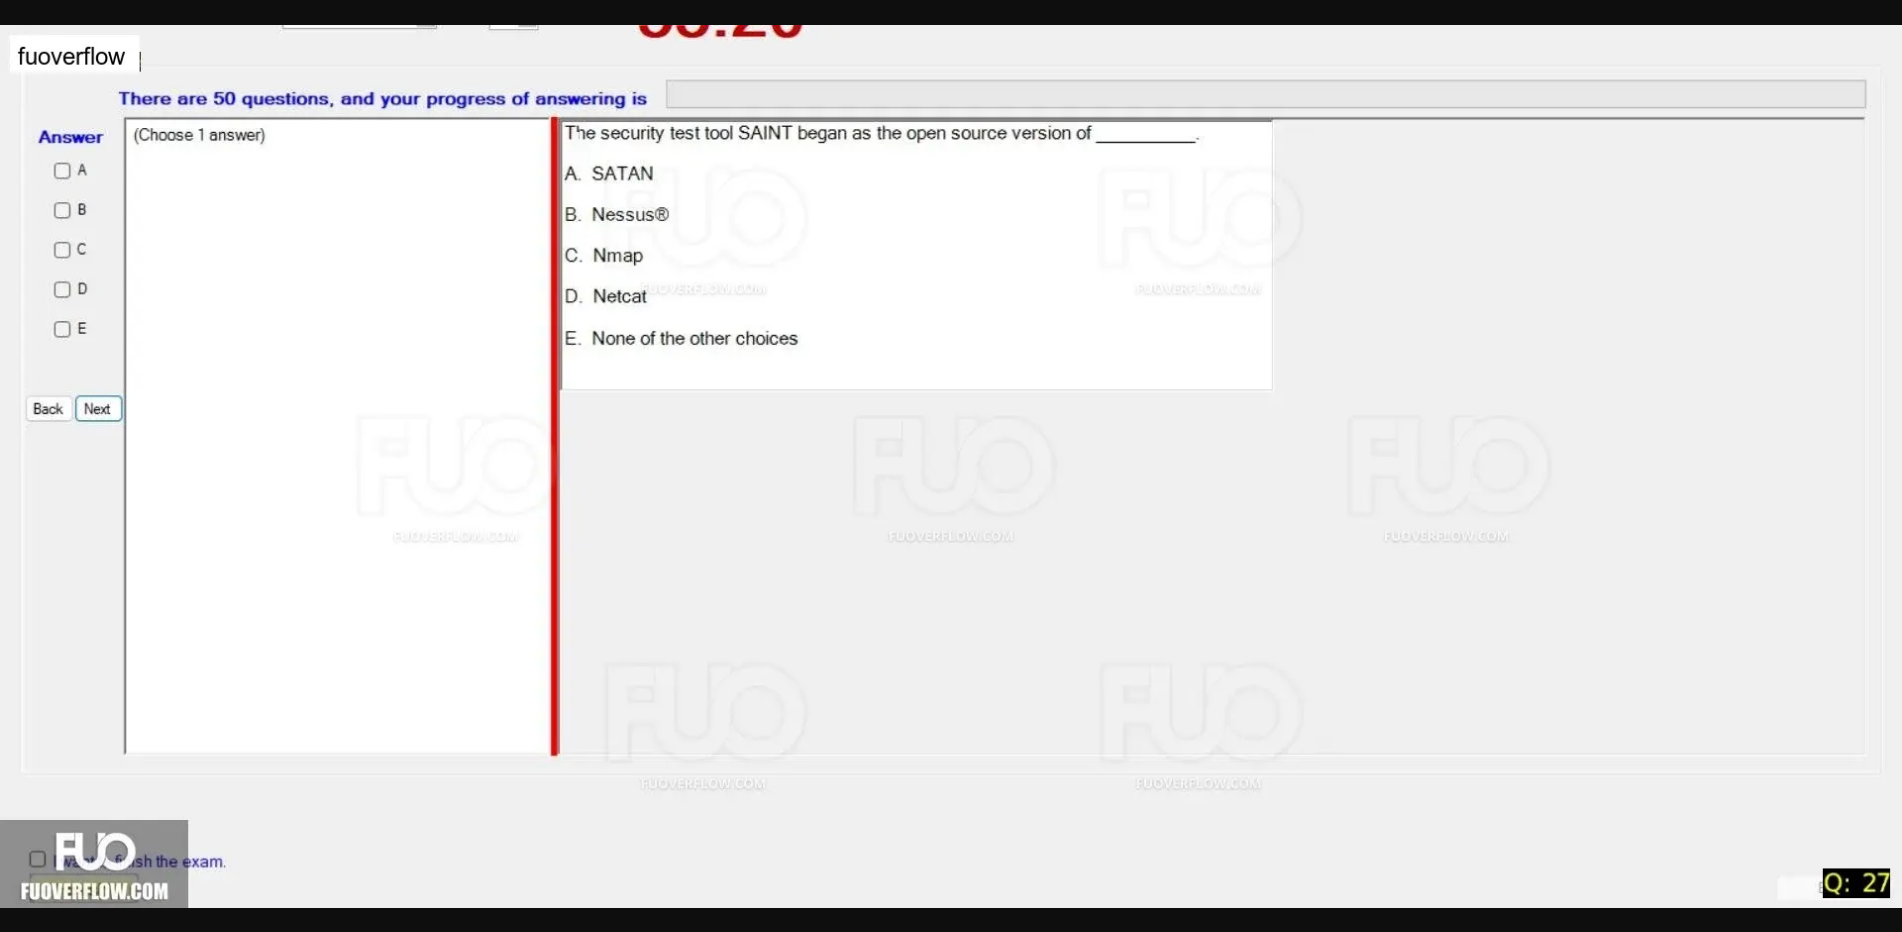 fuoverflow
There are 50 questions, and your progress of answering is
Answer
(Choose 1 answer)
A
B
C
D
E
Back Next
The security test tool SAINT began as the open source version of __________.
A. SATAN
B. Nessus®
C. Nmap
D. Netcat
E. None of the other choices
FUO
FUOVERFLOW.COM
FUO
FUOVERFLOW.COM
FUO
FUOVERFLOW.COM
FUO
FUOVERFLOW.COM
FUO
FUOVERFLOW.COM
FUO
FUOVERFLOW.COM
FUO
FUOVERFLOW.COM
the exam.
FUO
FUOVERFLOW.COM
Q: 27